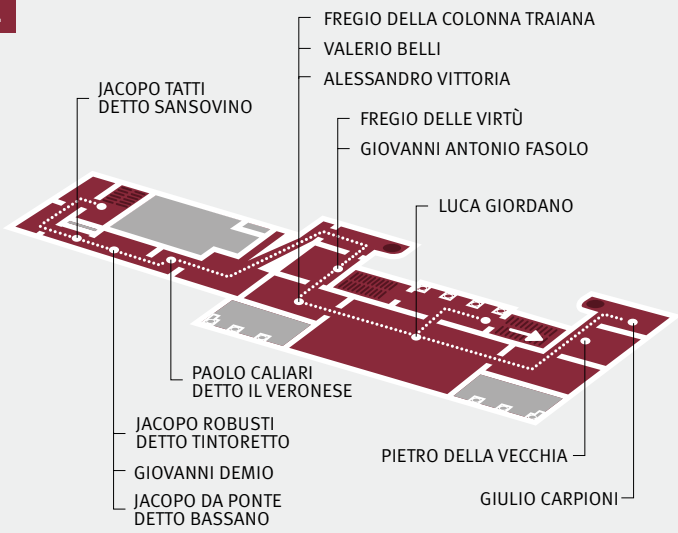 FREGIO DELLA COLONNA TRAIANA
VALERIO BELLI
ALESSANDRO VITTORIA
JACOPO TATTI
DETTO SANSOVINO
FREGIO DELLE VIRTÙ
GIOVANNI ANTONIO FASOLO
LUCA GIORDANO
PAOLO CALIARI
DETTO IL VERONESE
JACOPO ROBUSTI
DETTO TINTORETTO
GIOVANNI DEMIO
JACOPO DA PONTE
DETTO BASSANO
PIETRO DELLA VECCHIA
GIULIO CARPIONI